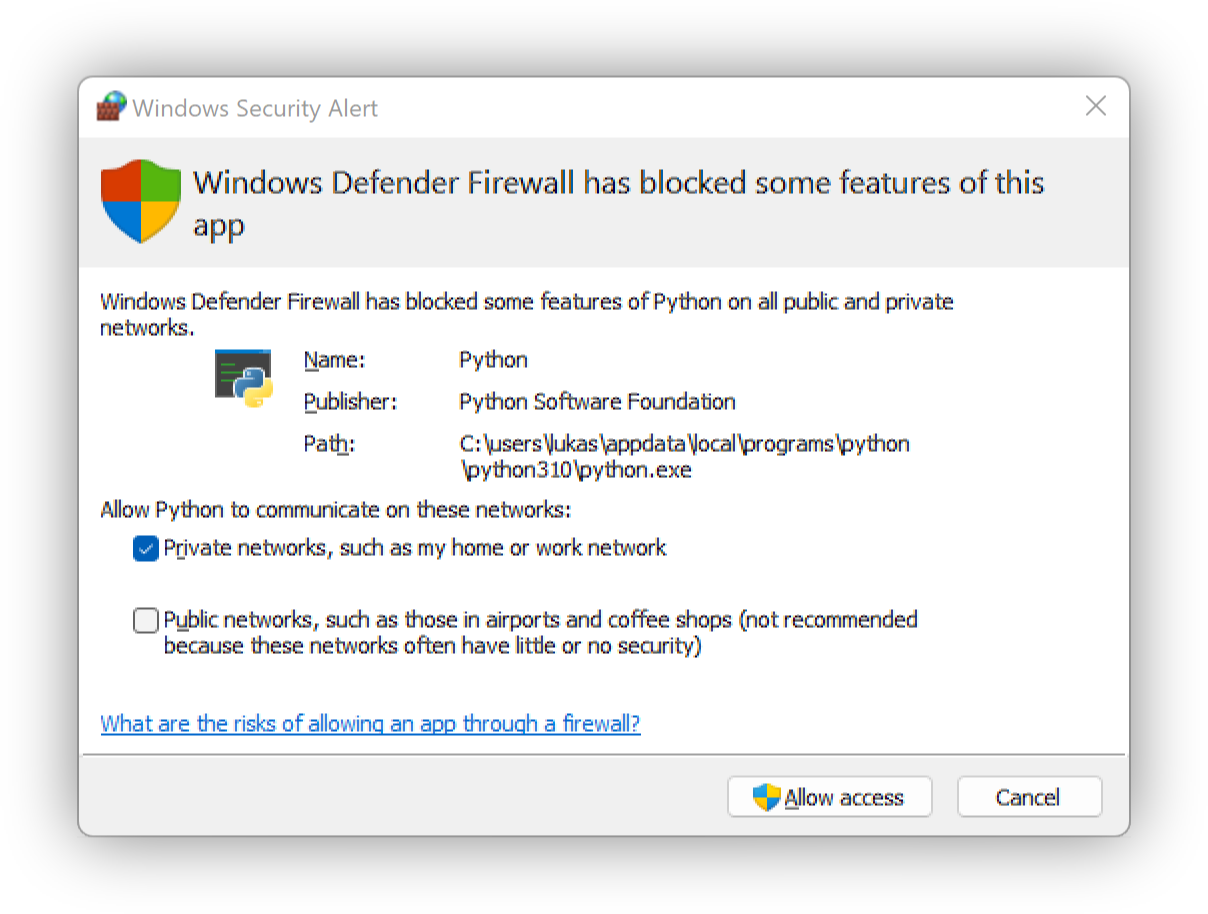 Windows Security Alert
Windows Defender Firewall has blocked some features of this
app
Windows Defender Firewall has blocked some features of Python on all public and private
networks.
Name: Python
Publisher: Python Software Foundation
Path: C:\users\lukas\appdata\local\programs\python
\python310\python.exe
Allow Python to communicate on these networks:
Private networks, such as my home or work network
Public networks, such as those in airports and coffee shops (not recommended
because these networks often have little or no security)
What are the risks of allowing an app through a firewall?
Allow access Cancel